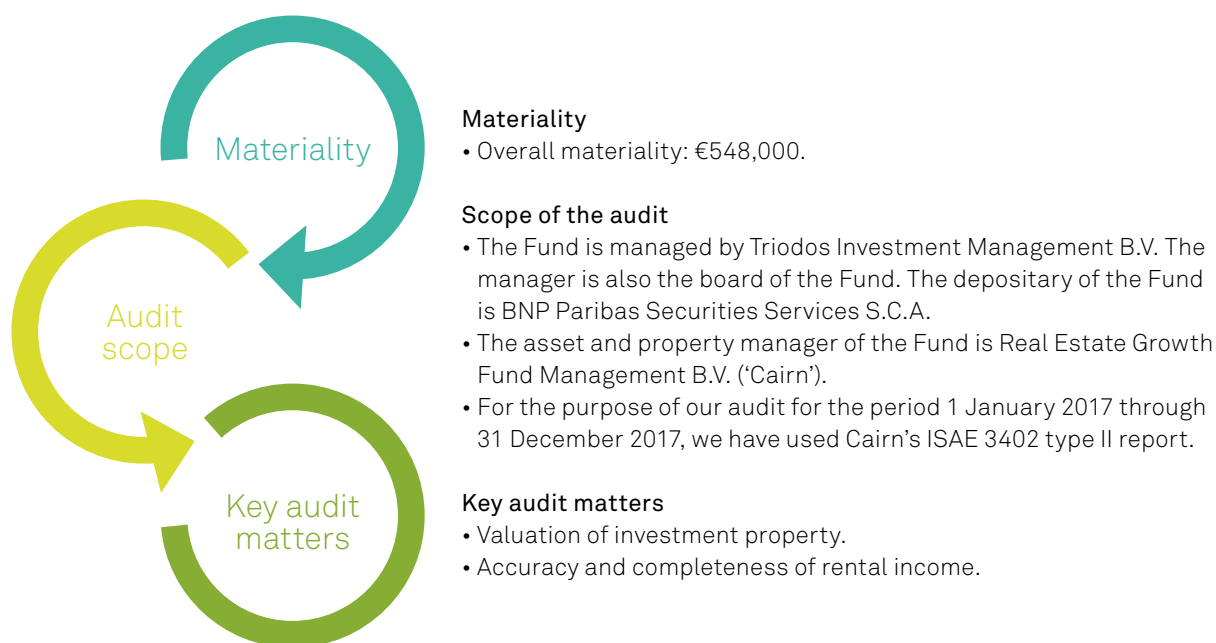 Materiality
Materiality
• Overall materiality: €548,000.
Audit
scope
Scope of the audit
• The Fund is managed by Triodos Investment Management B.V. The
manager is also the board of the Fund. The depositary of the Fund
is BNP Paribas Securities Services S.C.A.
• The asset and property manager of the Fund is Real Estate Growth
Fund Management B.V. (‘Cairn’).
• For the purpose of our audit for the period 1 January 2017 through
31 December 2017, we have used Cairn’s ISAE 3402 type II report.
Key audit
matters
Key audit matters
• Valuation of investment property.
• Accuracy and completeness of rental income.